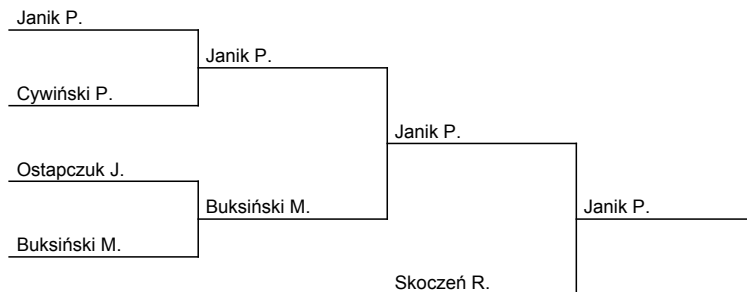 Janik P.
Janik P.
Cywiński P.
Janik P.
Ostapczuk J.
Buksiński M.
Janik P.
Buksiński M.
Skoczeń R.